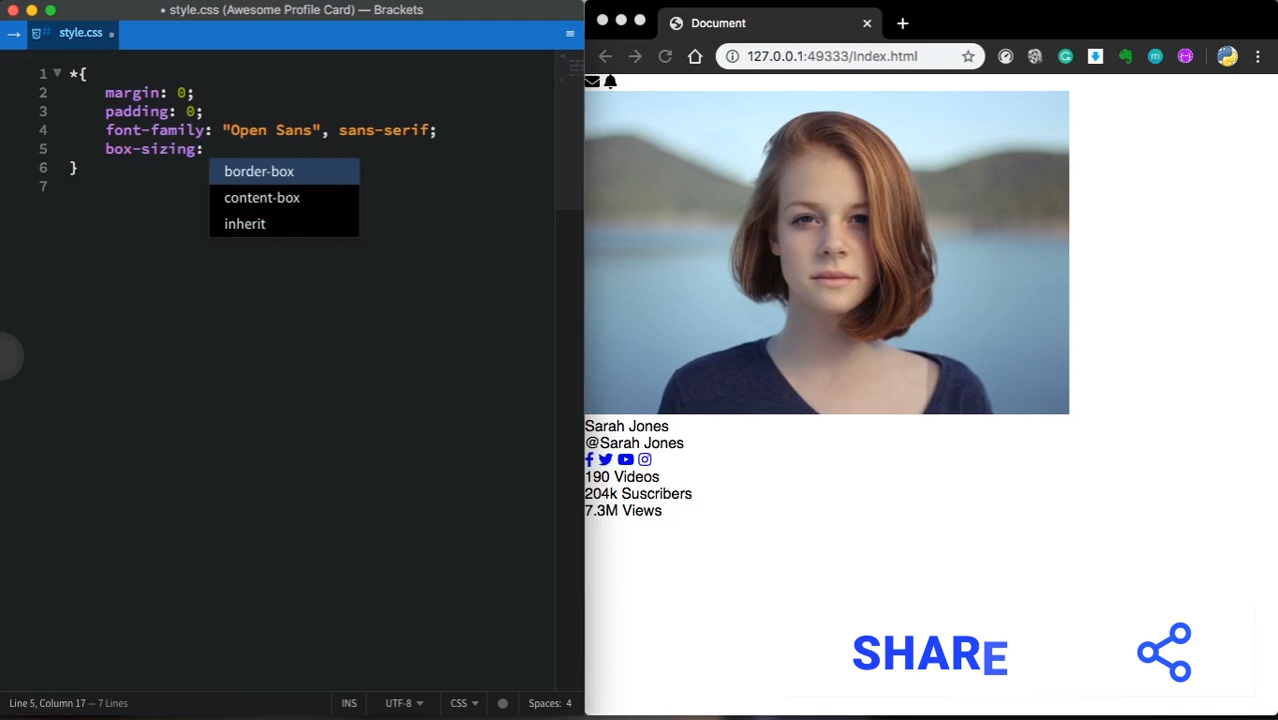 • style.css (Awesome Profile Card) — Brackets
style.css •
1 ▼ *{
2 margin: 0;
3 padding: 0;
4 font-family: "Open Sans", sans-serif;
5 box-sizing:
6 }
7
border-box
content-box
inherit
Line 5, Column 17 — 7 Lines
INS
UTF-8
CSS
Spaces: 4
Document
127.0.0.1:49333/index.html
Sarah Jones
@Sarah Jones
190 Videos
204k Suscribers
7.3M Views
SHARE